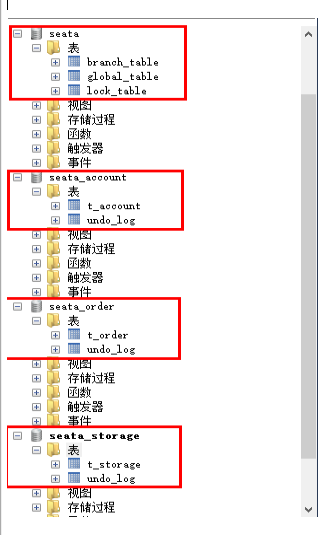 seata
表
branch_table
global_table
lock_table
视图
存储过程
函数
触发器
事件
seata_account
表
t_account
undo_log
视图
存储过程
函数
触发器
事件
seata_order
表
t_order
undo_log
视图
存储过程
函数
触发器
事件
seata_storage
表
t_storage
undo_log
视图
存储过程